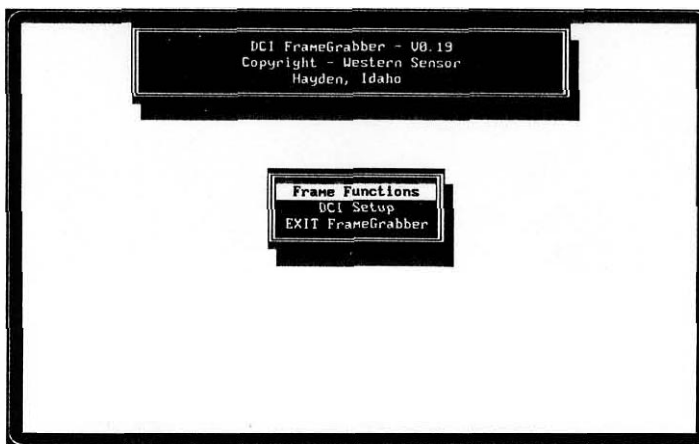 DCI FrameGrabber - V0.19
Copyright - Western Sensor
Hayden, Idaho
Frame Functions
DCI Setup
EXIT FrameGrabber